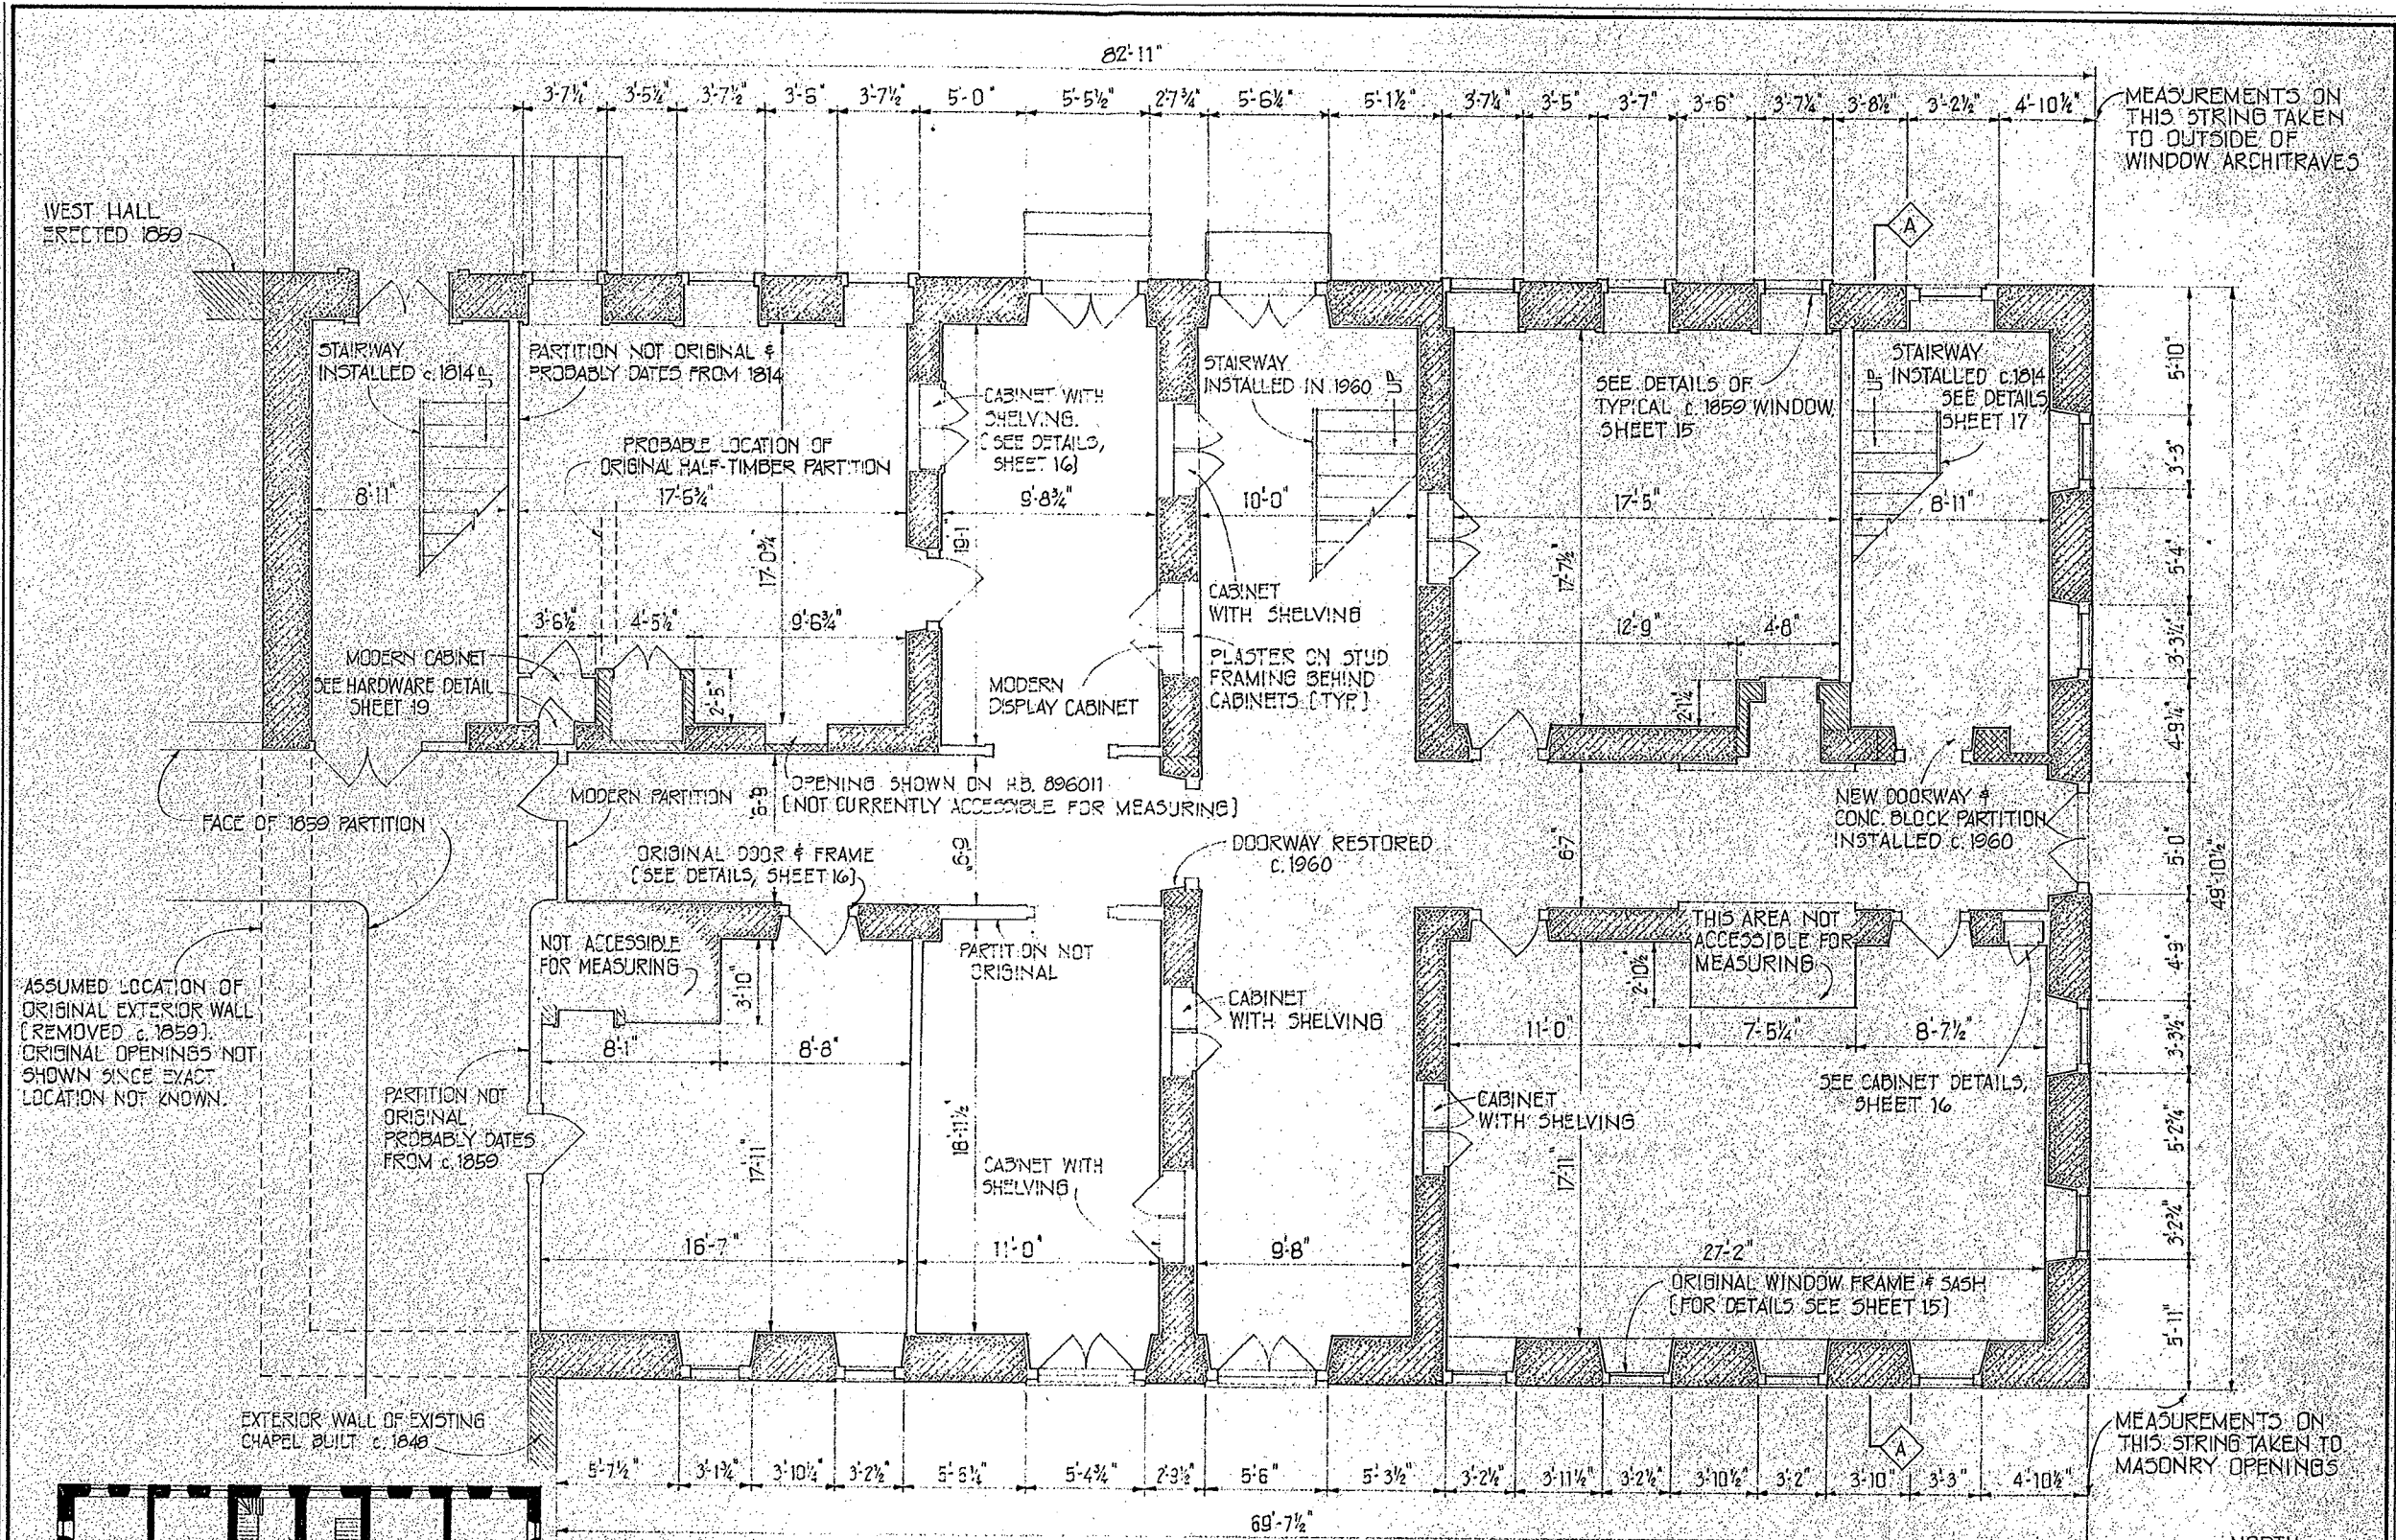 82'-11"
3'-7¼" 3'-5½" 3'-7½" 3'-6" 3'-7½" 5'-0" 5'-5½" 2'-7¾" 5'-6¼" 5'-1½" 3'-7¼" 3'-5" 3'-7" 3'-6" 3'-7¼" 3'-8½" 3'-2½" 4'-10½"
MEASUREMENTS ON
THIS STRING TAKEN
TO OUTSIDE OF
WINDOW ARCHITRAVES
WEST HALL
ERECTED 1859
A
STAIRWAY
INSTALLED c. 1814
UP
PARTITION NOT ORIGINAL &
PROBABLY DATES FROM 1814
CABINET WITH
SHELVING.
(SEE DETAILS,
SHEET 16)
STAIRWAY
INSTALLED IN 1960
UP
SEE DETAILS OF
TYPICAL c. 1859 WINDOW
SHEET 15
STAIRWAY
INSTALLED c.1814
SEE DETAILS
SHEET 17
UP
5'-10"
3'-3"
5'-4"
3'-3¼"
4'-9¼"
5'-0"
4'-9"
3'-3½"
5'-2¼"
3'-2¾"
5'-11"
49'-10½"
PROBABLE LOCATION OF
ORIGINAL HALF-TIMBER PARTITION
8'-11" 17'-6¾" 9'-8¾" 10'-0" 17'-5" 8'-11"
17'-0¾"
19'-1"
17'-7½"
3'-6½" 4'-5½" 9'-6¾"
12'-9" 4'-8"
2'-5"
2'-1¼"
MODERN CABINET
SEE HARDWARE DETAIL
SHEET 19
MODERN
DISPLAY CABINET
CABINET
WITH SHELVING
PLASTER ON STUD
FRAMING BEHIND
CABINETS (TYP.)
OPENING SHOWN ON H.B. 896011
(NOT CURRENTLY ACCESSIBLE FOR MEASURING)
MODERN PARTITION
6'-9"
6'-9"
6'-7"
FACE OF 1859 PARTITION
ORIGINAL DOOR & FRAME
(SEE DETAILS, SHEET 16)
DOORWAY RESTORED
c. 1960
NEW DOORWAY &
CONC. BLOCK PARTITION
INSTALLED c. 1960
NOT ACCESSIBLE
FOR MEASURING
3'-10"
PARTITION NOT
ORIGINAL
THIS AREA NOT
ACCESSIBLE FOR
MEASURING
2'-10½"
ASSUMED LOCATION OF
ORIGINAL EXTERIOR WALL
(REMOVED c. 1859).
ORIGINAL OPENINGS NOT
SHOWN SINCE EXACT
LOCATION NOT KNOWN.
CABINET
WITH SHELVING
8'-1" 8'-8"
11'-0" 7'-5¼" 8'-7½"
PARTITION NOT
ORIGINAL
PROBABLY DATES
FROM c. 1859
17'-11"
18'-11½"
17'-11"
CABINET
WITH SHELVING
SEE CABINET DETAILS,
SHEET 16
CABINET WITH
SHELVING
16'-7" 11'-0" 9'-8" 27'-2"
ORIGINAL WINDOW FRAME & SASH
(FOR DETAILS SEE SHEET 15)
EXTERIOR WALL OF EXISTING
CHAPEL BUILT c. 1848
A
MEASUREMENTS ON
THIS STRING TAKEN TO
MASONRY OPENINGS
5'-7½" 3'-1¾" 3'-10¼" 3'-2½" 5'-6¼" 5'-4¾" 2'-9½" 5'-6" 5'-3½" 3'-2¼" 3'-11½" 3'-2½" 3'-10½" 3'-2" 3'-10" 3'-3" 4'-10½"
69'-7½"
NORTH